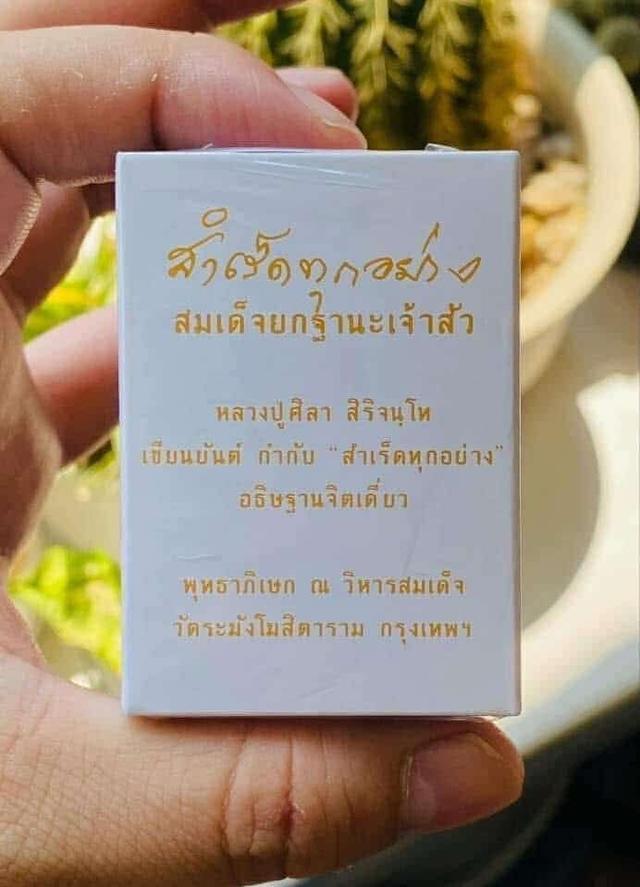 สำเร็จทุกอย่าง
สมเด็จยกฐานะเจ้าสัว
หลวงปู่ศิลา สิริจนฺโท
เขียนยันต์ กำกับ "สำเร็จทุกอย่าง"
อธิษฐานจิตเดี่ยว
พุทธาภิเษก ณ วิหารสมเด็จ
วัดระฆังโฆสิตาราม กรุงเทพฯ